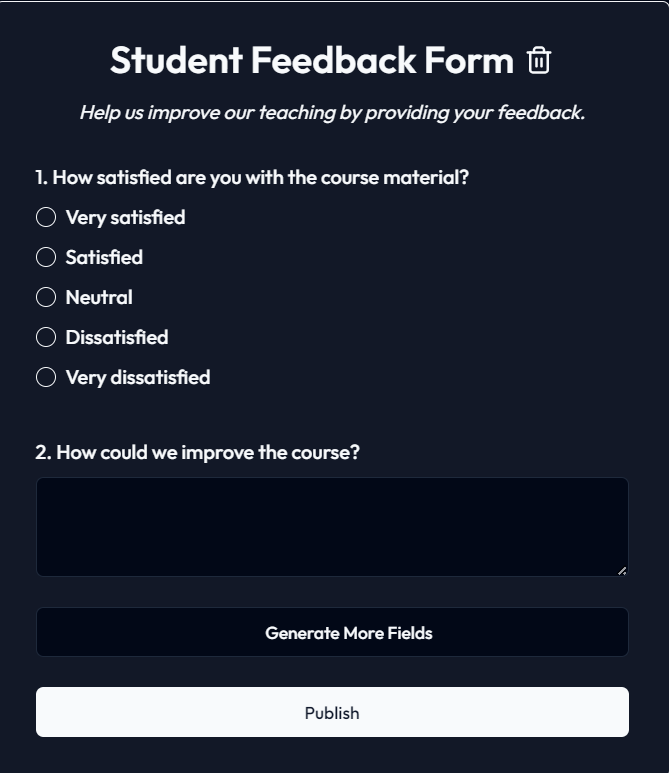 Student Feedback Form
Help us improve our teaching by providing your feedback.
1. How satisfied are you with the course material?
Very satisfied
Satisfied
Neutral
Dissatisfied
Very dissatisfied
2. How could we improve the course?
Generate More Fields
Publish